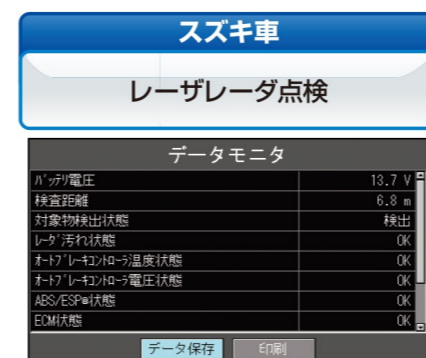 スズキ車
レーザレーダ点検
データモニタ
バッテリ電圧 13.7 V
検査距離 6.8 m
対象物検出状態 検出
レーダ汚れ状態 OK
オートブレーキコントローラ温度状態 OK
オートブレーキコントローラ電圧状態 OK
ABS/ESP®状態 OK
ECM状態 OK
データ保存 印刷